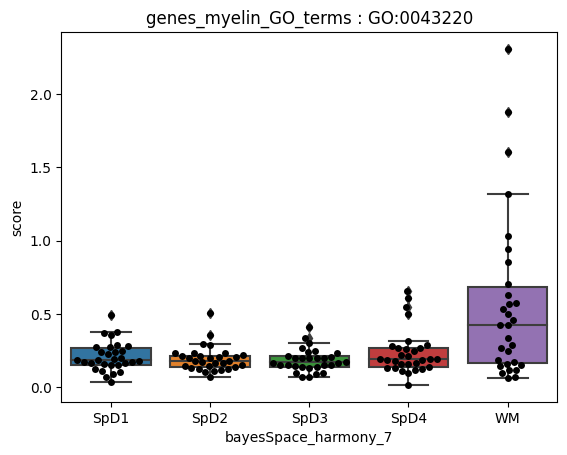 genes_myelin_GO_terms : GO:0043220
2.0
1.5
1.0
0.5
0.0
score
SpD1 SpD2 SpD3 SpD4 WM
bayesSpace_harmony_7